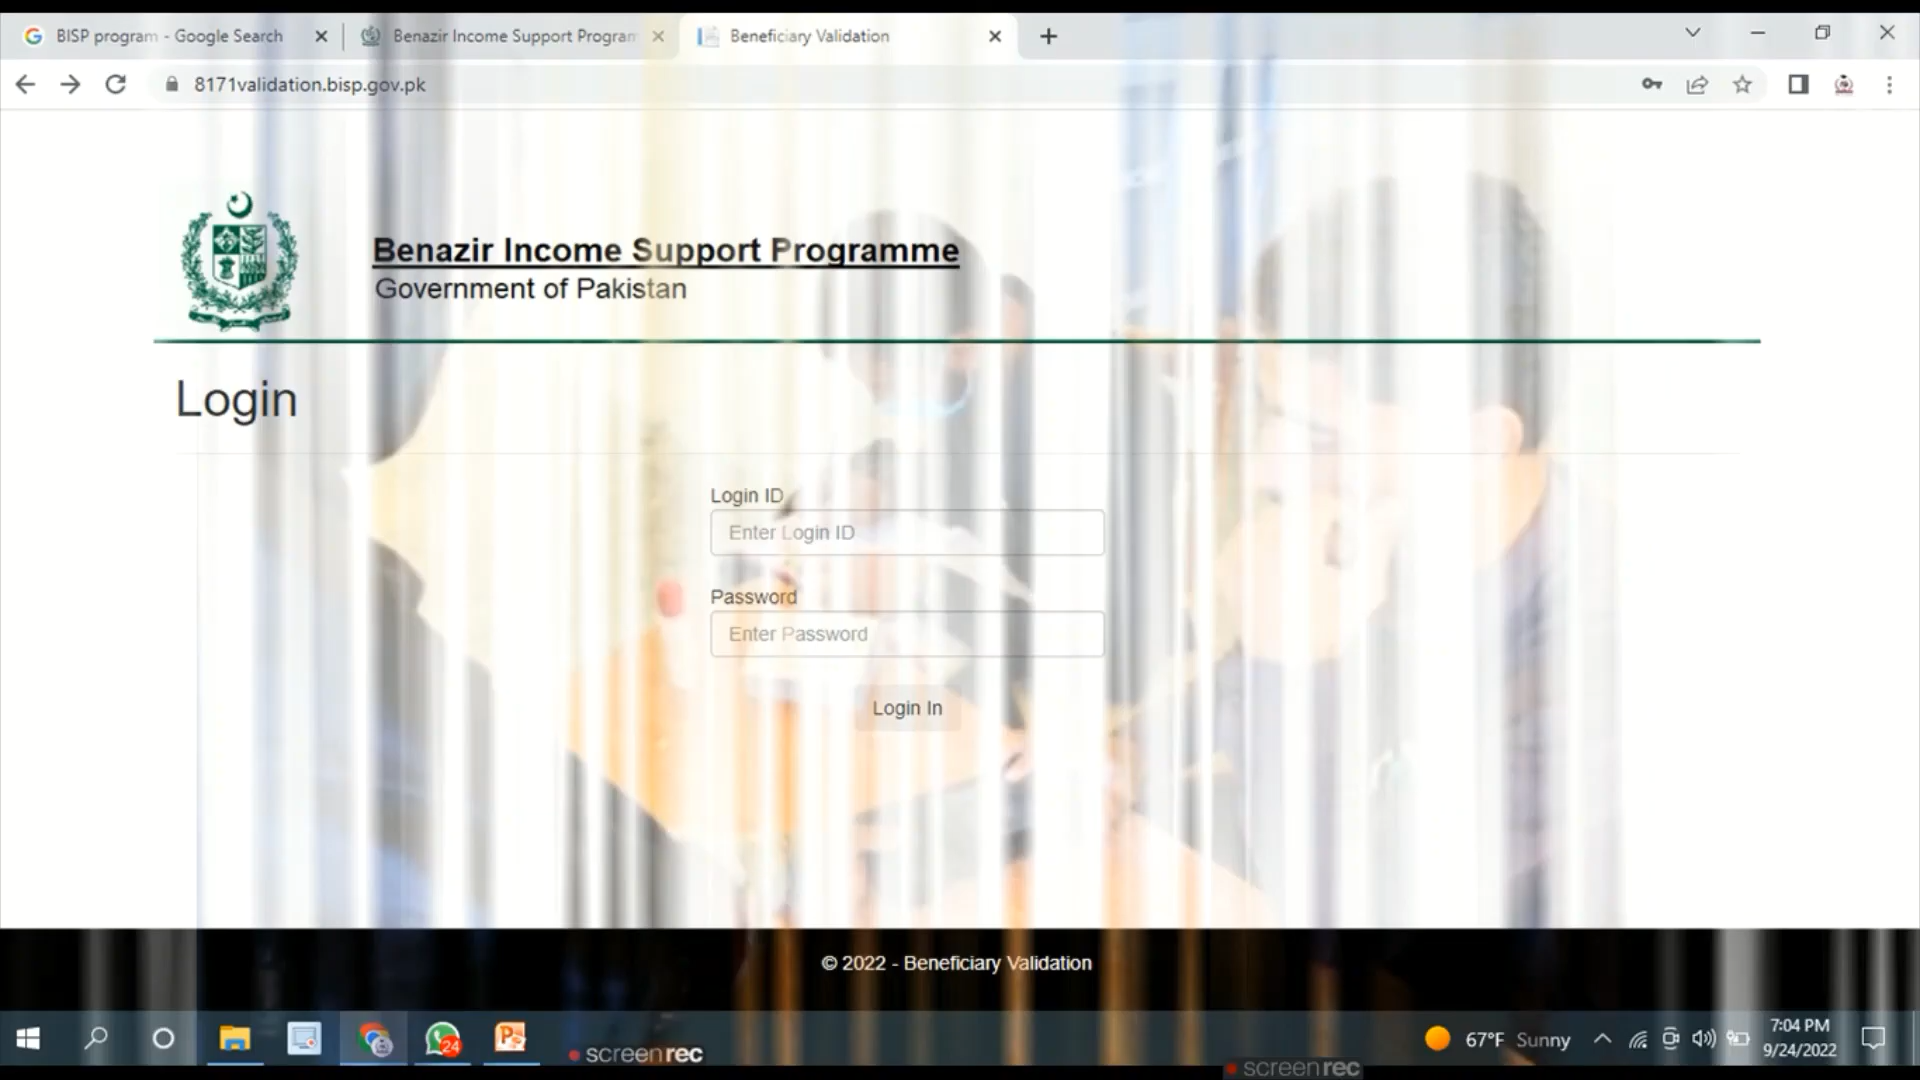 BISP program - Google Search
Benazir Income Support Program
Beneficiary Validation
8171validation.bisp.gov.pk
Benazir Income Support Programme
Government of Pakistan
Login
Login ID
Enter Login ID
Password
Enter Password
Login In
© 2022 - Beneficiary Validation
24
67°F Sunny
7:04 PM
9/24/2022
screenrec
screenrec